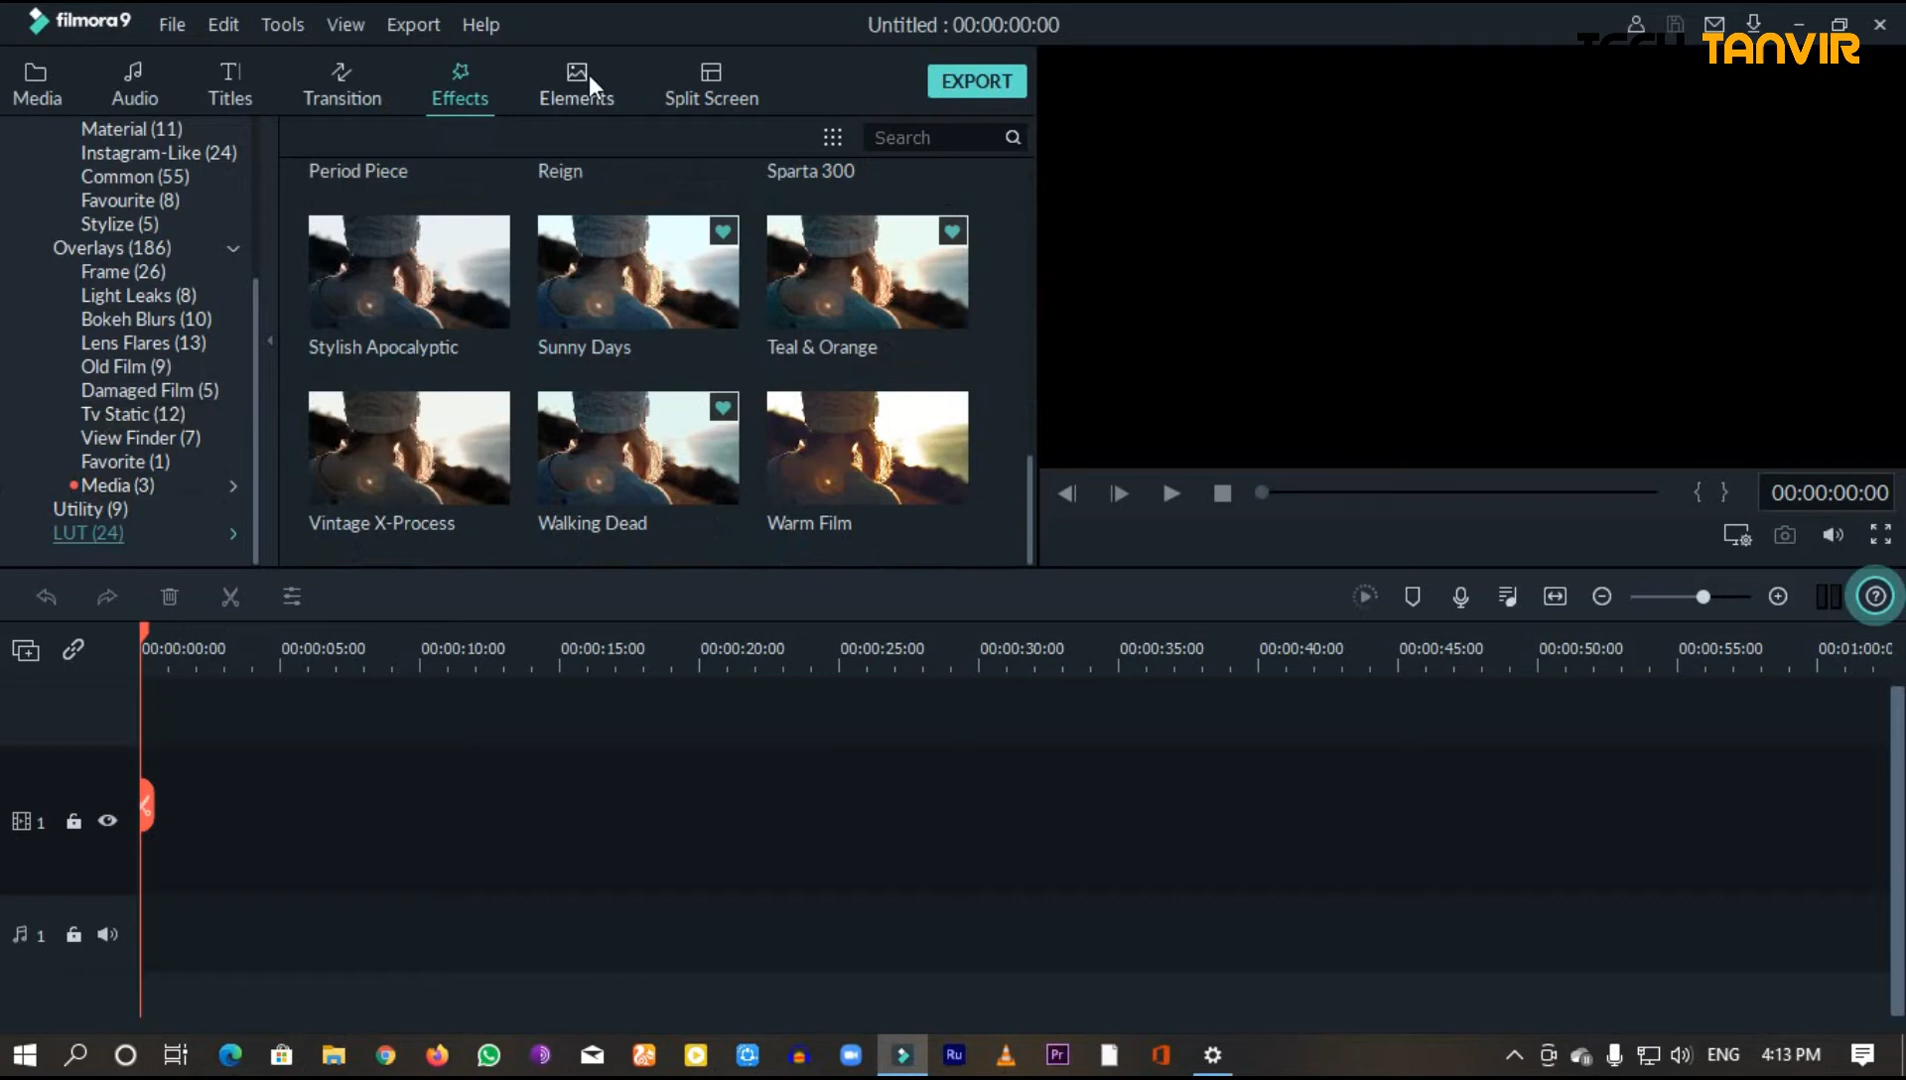 filmora9
File Edit Tools View Export Help
Untitled : 00:00:00:00
TECH TANVIR
Media Audio Titles Transition Effects Elements Split Screen
EXPORT
Material (11)
Instagram-Like (24)
Common (55)
Favourite (8)
Stylize (5)
Overlays (186)
Frame (26)
Light Leaks (8)
Bokeh Blurs (10)
Lens Flares (13)
Old Film (9)
Damaged Film (5)
Tv Static (12)
View Finder (7)
Favorite (1)
Media (3)
Utility (9)
LUT (24)
Search
Period Piece Reign Sparta 300
Stylish Apocalyptic Sunny Days Teal & Orange
Vintage X-Process Walking Dead Warm Film
{ } 00:00:00:00
00:00:00:00 00:00:05:00 00:00:10:00 00:00:15:00 00:00:20:00 00:00:25:00 00:00:30:00 00:00:35:00 00:00:40:00 00:00:45:00 00:00:50:00 00:00:55:00 00:01:00:0
1
1
Ru Pr ENG 4:13 PM